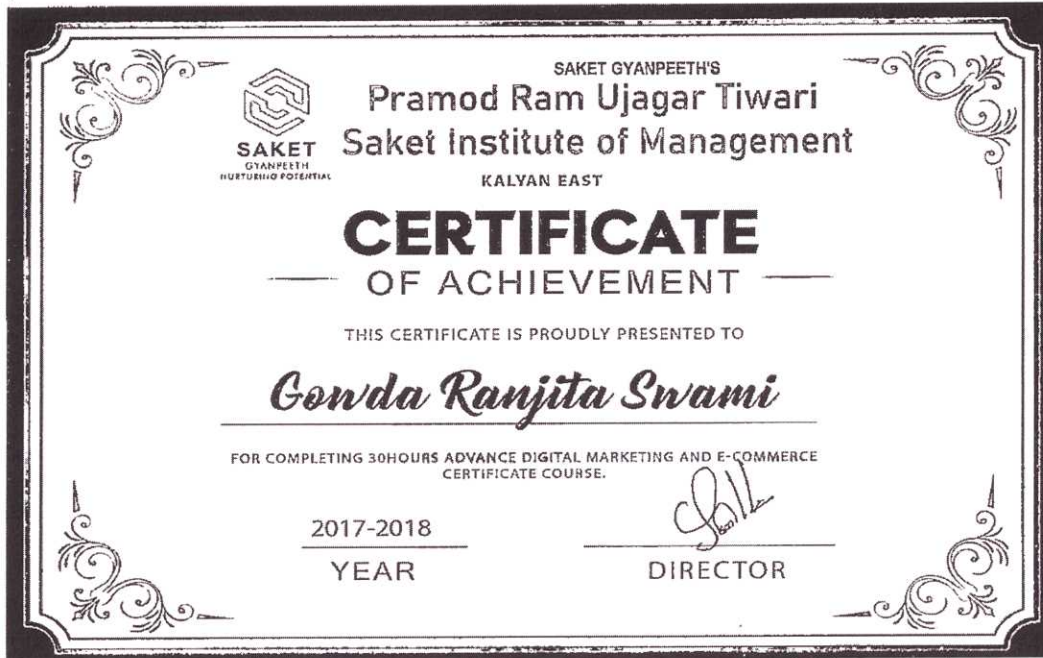 SAKET GYANPEETH'S
Pramod Ram Ujagar Tiwari
Saket Institute of Management
KALYAN EAST
SAKET
GYANPEETH
NURTURING POTENTIAL
CERTIFICATE
OF ACHIEVEMENT
THIS CERTIFICATE IS PROUDLY PRESENTED TO
Gowda Ranjita Swami
FOR COMPLETING 30HOURS ADVANCE DIGITAL MARKETING AND E-COMMERCE
CERTIFICATE COURSE.
2017-2018
YEAR
DIRECTOR